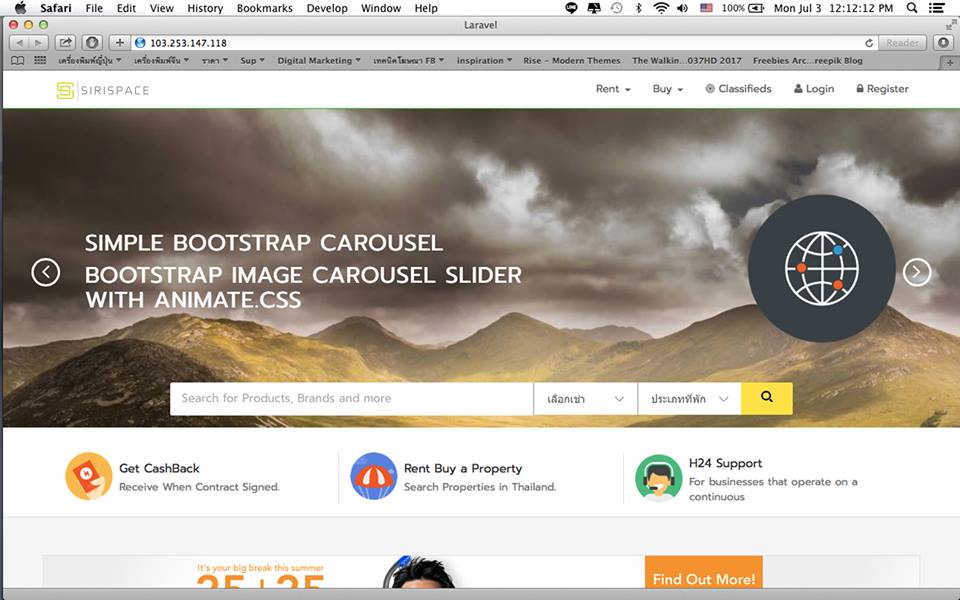 Safari File Edit View History Bookmarks Develop Window Help 100% Mon Jul 3 12:12:12 PM
Laravel
103.253.147.118 Reader
เครื่องพิมพ์ญี่ปุ่น เครื่องพิมพ์จีน ราคา Sup Digital Marketing เทคนิคโฆษณา FB inspiration Rise – Modern Themes The Walkin...037HD 2017 Freebies Arc...reepik Blog
SIRISPACE Rent Buy Classifieds Login Register
SIMPLE BOOTSTRAP CAROUSEL
BOOTSTRAP IMAGE CAROUSEL SLIDER
WITH ANIMATE.CSS
Search for Products, Brands and more เลือกเช่า ประเภทที่พัก
Get CashBack
Receive When Contract Signed.
Rent Buy a Property
Search Properties in Thailand.
H24 Support
For businesses that operate on a
continuous
It's your big break this summer
25+25
Find Out More!